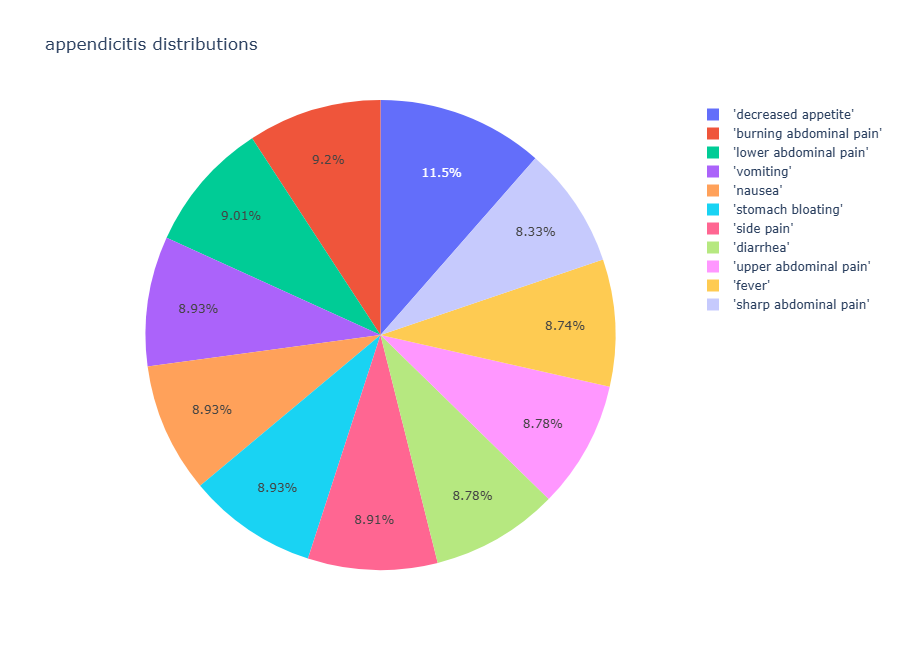 appendicitis distributions
'decreased appetite'
'burning abdominal pain'
'lower abdominal pain'
'vomiting'
'nausea'
'stomach bloating'
'side pain'
'diarrhea'
'upper abdominal pain'
'fever'
'sharp abdominal pain'
11.5%
9.2%
9.01%
8.93%
8.93%
8.93%
8.91%
8.78%
8.78%
8.74%
8.33%